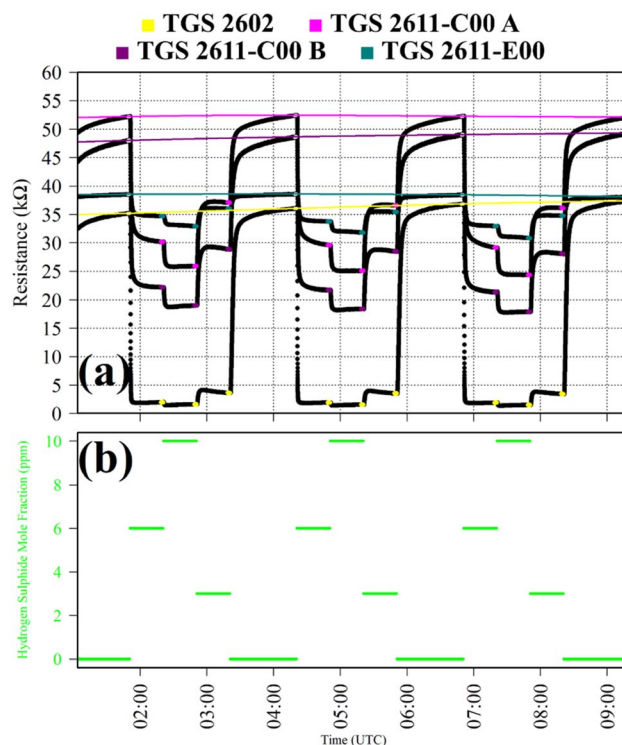 TGS 2602 TGS 2611-C00 A
TGS 2611-C00 B TGS 2611-E00
60
55
50
45
40
35
30
25
20
15
10
5
0
Resistance (kΩ)
(a)
(b)
10
8
6
4
2
0
Hydrogen Sulphide Mole Fraction (ppm)
02:00 03:00 04:00 05:00 06:00 07:00 08:00 09:00
Time (UTC)